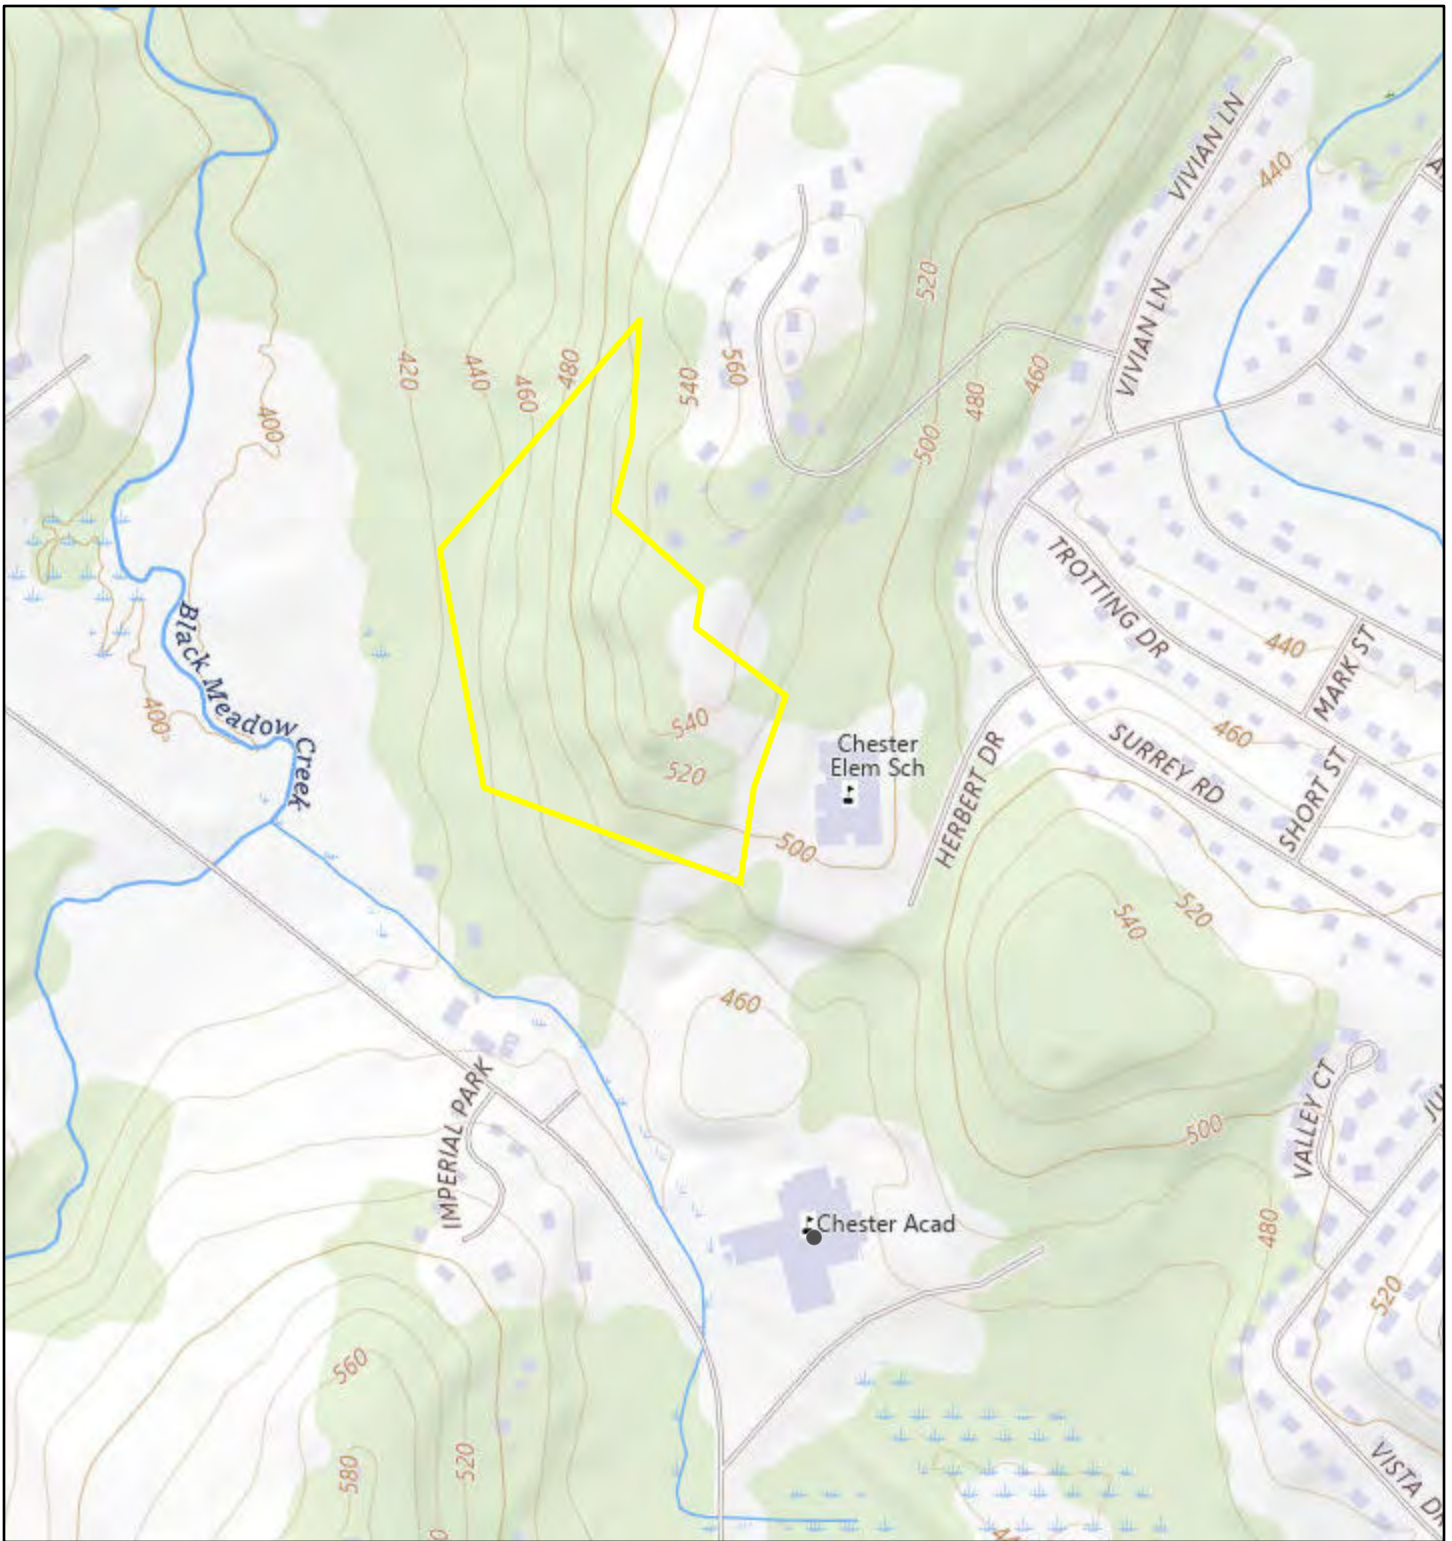 VIVIAN LN
440
520
VIVIAN LN
420
440
460
480
540
560
460
480
400
500
TROTTING DR
440
MARK ST
Black Meadow Creek
400
540
460
520
Chester
Elem Sch
SURREY RD
HERBERT DR
SHORT ST
500
540
520
460
IMPERIAL PARK
VALLEY CT
500
Chester Acad
480
520
560
580
520
VISTA